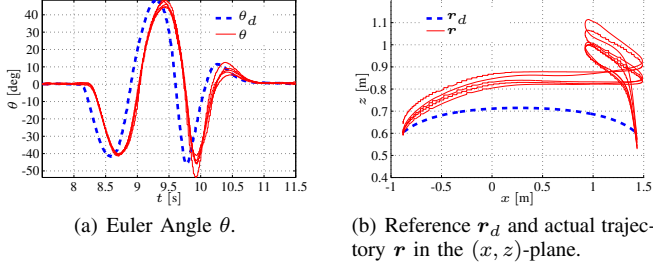 40
30
20
10
0
-10
-20
-30
-40
-50
θ [deg]
8
8.5
9
9.5
10
10.5
11
11.5
t [s]
θd
θ
(a) Euler Angle θ.
1.1
1
0.9
0.8
0.7
0.6
0.5
0.4
z [m]
-1
-0.5
0
0.5
1
1.5
x [m]
rd
r
(b) Reference rd and actual trajec-
tory r in the (x, z)-plane.